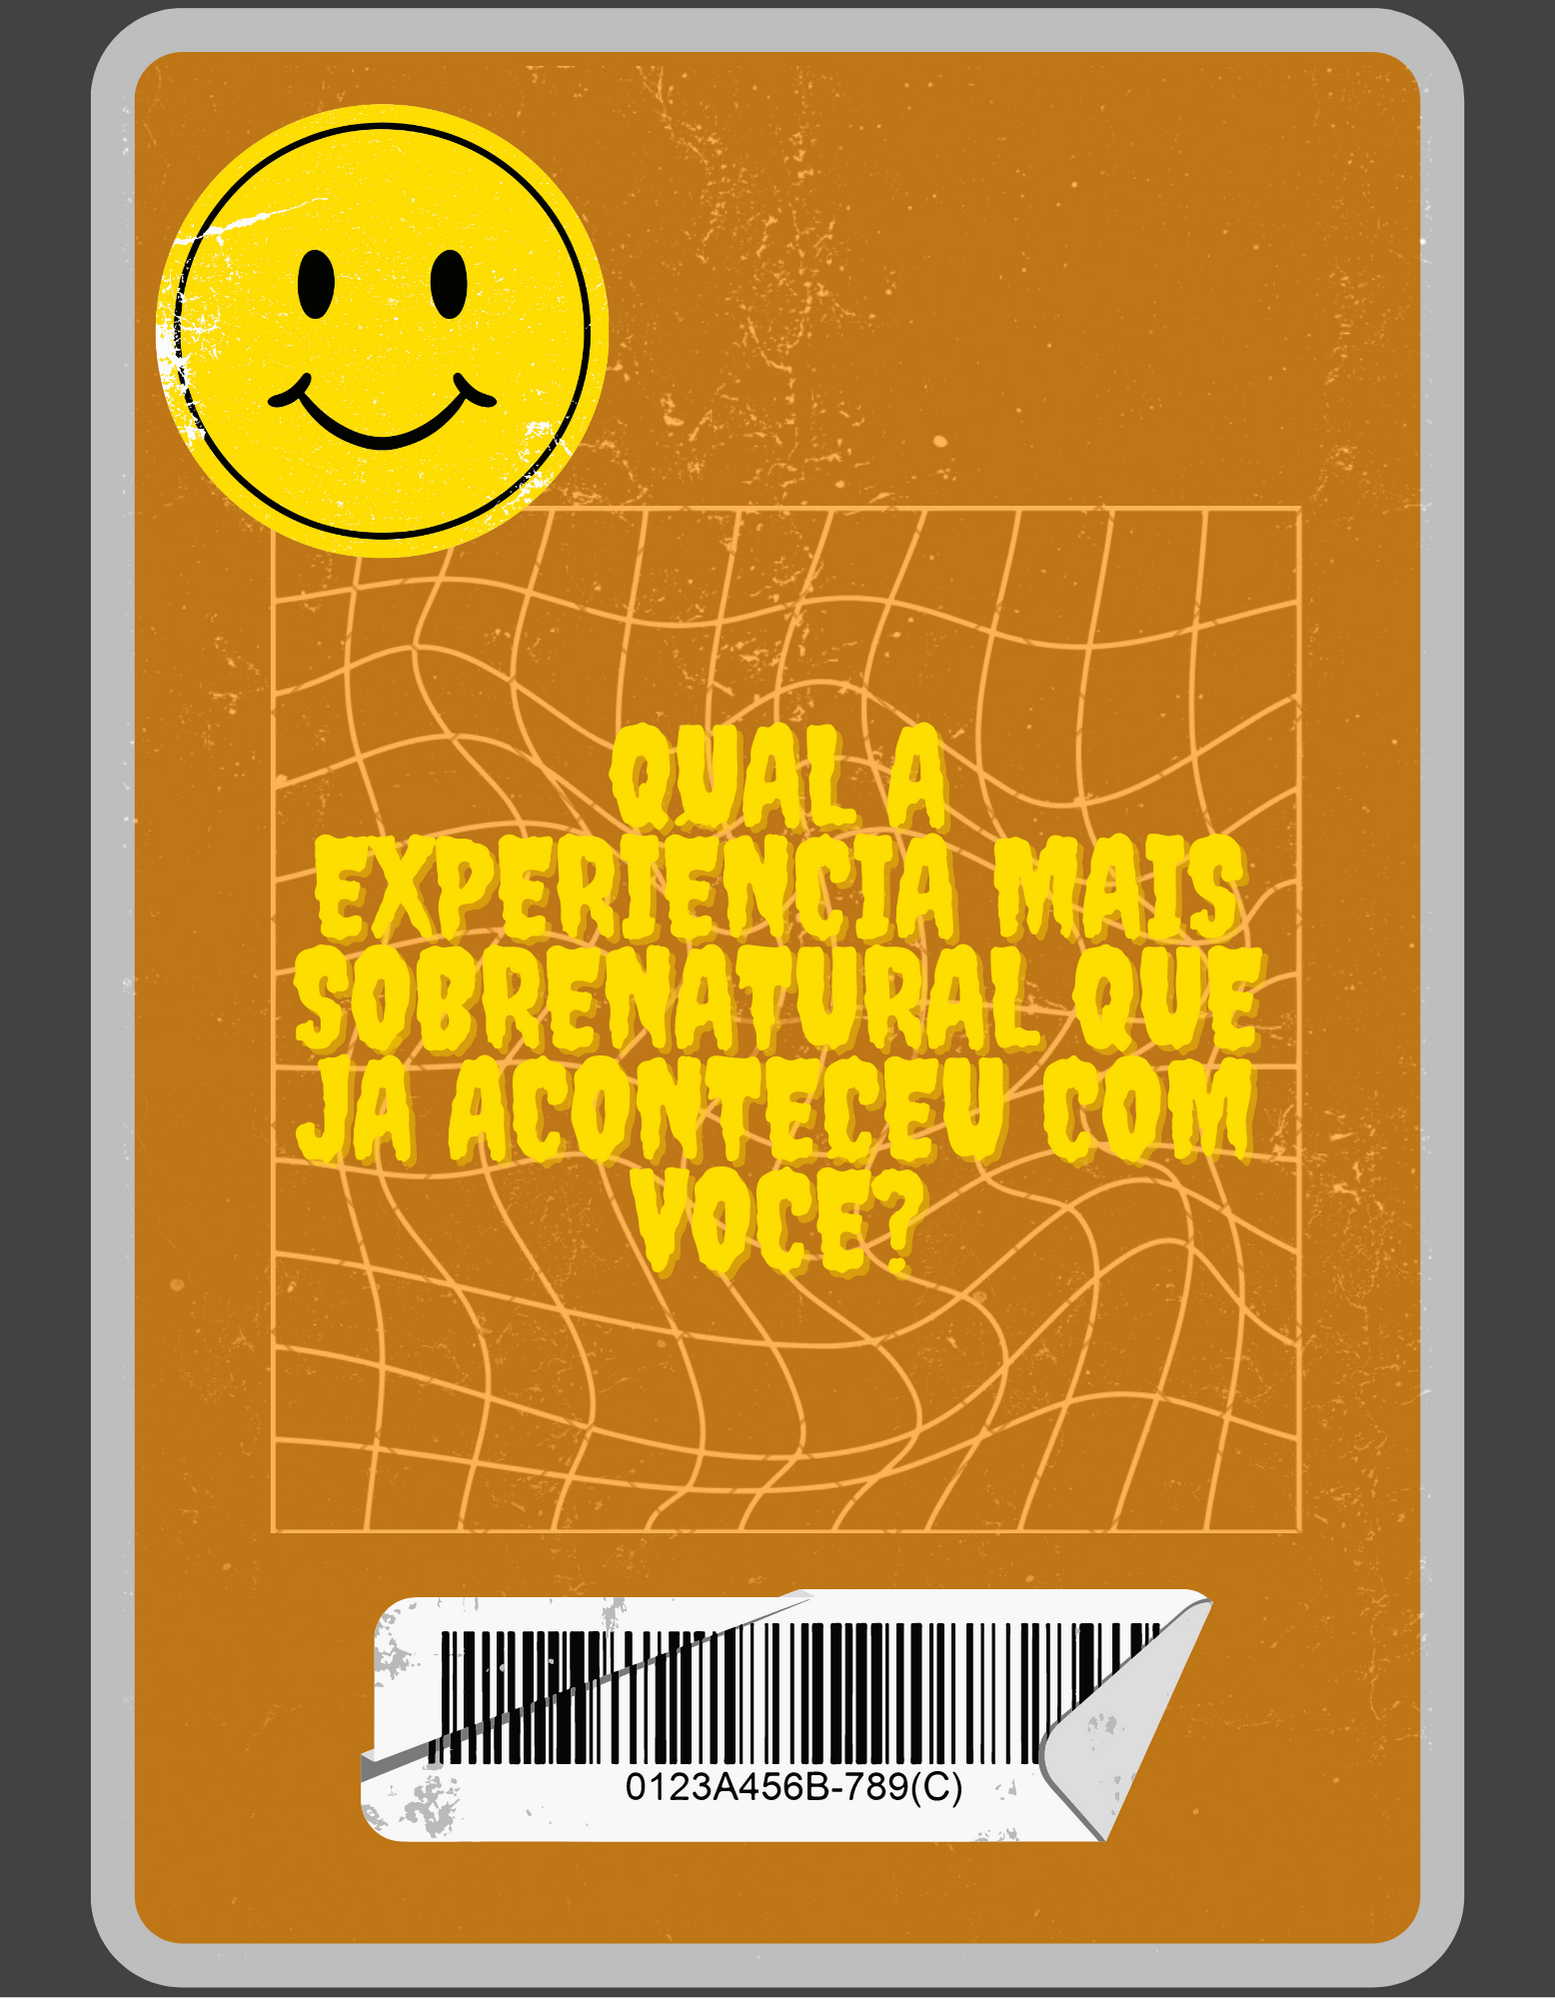 QUAL A
EXPERIENCIA MAIS
SOBRENATURAL QUE
JA ACONTECEU COM
VOCE?
0123A456B-789(C)